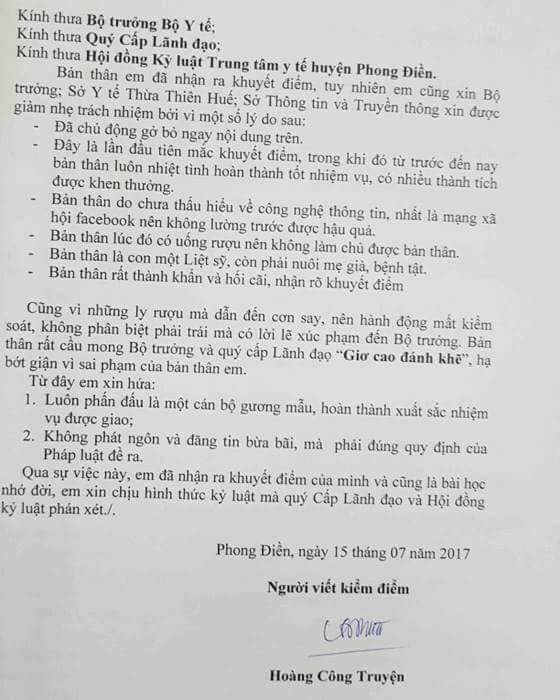 Kính thưa Bộ trưởng Bộ Y tế;
Kính thưa Quý Cấp Lãnh đạo;
Kính thưa Hội đồng Kỷ luật Trung tâm y tế huyện Phong Điền.
Bản thân em đã nhận ra khuyết điểm, tuy nhiên em cũng xin Bộ
trưởng; Sở Y tế Thừa Thiên Huế; Sở Thông tin và Truyền thông xin được
giảm nhẹ trách nhiệm bởi vì một số lý do sau:
- Đã chủ động gở bỏ ngay nội dung trên.
- Đây là lần đầu tiên mắc khuyết điểm, trong khi đó từ trước đến nay
bản thân luôn nhiệt tình hoàn thành tốt nhiệm vụ, có nhiều thành tích
được khen thưởng.
- Bản thân do chưa thấu hiểu về công nghệ thông tin, nhất là mạng xã
hội facebook nên không lường trước được hậu quả.
- Bản thân lúc đó có uống rượu nên không làm chủ được bản thân.
- Bản thân là con một Liệt sỹ, còn phải nuôi mẹ già, bệnh tật.
- Bản thân rất thành khẩn và hối cãi, nhận rõ khuyết điểm
Cũng vì những ly rượu mà dẫn đến cơn say, nên hành động mất kiểm
soát, không phân biệt phải trái mà có lời lẽ xúc phạm đến Bộ trưởng. Bản
thân rất cầu mong Bộ trưởng và quý cấp Lãnh đạo “Giơ cao đánh khẽ”, hạ
bớt giận vì sai phạm của bản thân em.
Từ đây em xin hứa:
1. Luôn phấn đấu là một cán bộ gương mẫu, hoàn thành xuất sắc nhiệm
vụ được giao;
2. Không phát ngôn và đăng tin bừa bãi, mà phải đúng quy định của
Pháp luật đề ra.
Qua sự việc này, em đã nhận ra khuyết điểm của mình và cũng là bài học
nhớ đời, em xin chịu hình thức kỷ luật mà quý Cấp Lãnh đạo và Hội đồng
kỷ luật phán xét./.
Phong Điền, ngày 15 tháng 07 năm 2017
Người viết kiểm điểm
Hoàng Công Truyện